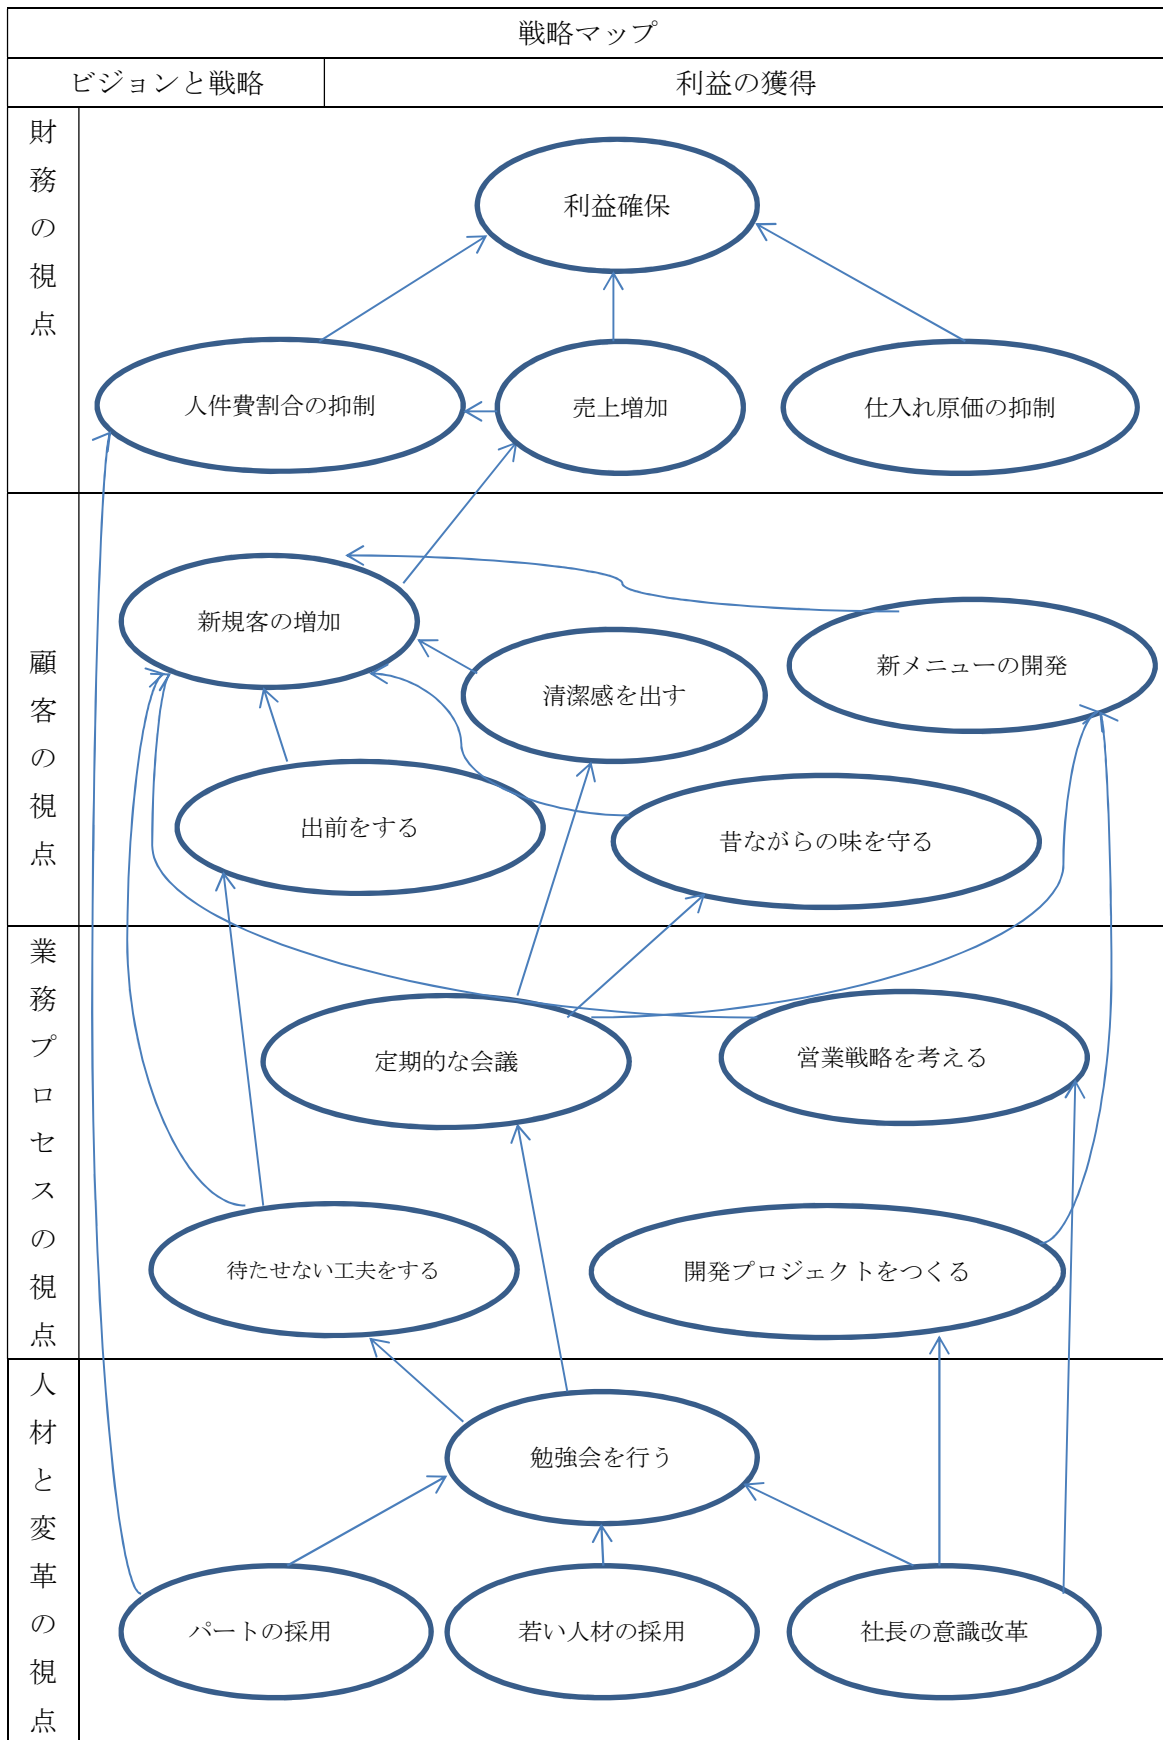 戦略マップ
ビジョンと戦略
利益の獲得
財務の視点
利益確保
人件費割合の抑制
売上増加
仕入れ原価の抑制
顧客の視点
新規客の増加
清潔感を出す
新メニューの開発
出前をする
昔ながらの味を守る
業務プロセスの視点
定期的な会議
営業戦略を考える
待たせない工夫をする
開発プロジェクトをつくる
人材と変革の視点
勉強会を行う
パートの採用
若い人材の採用
社長の意識改革